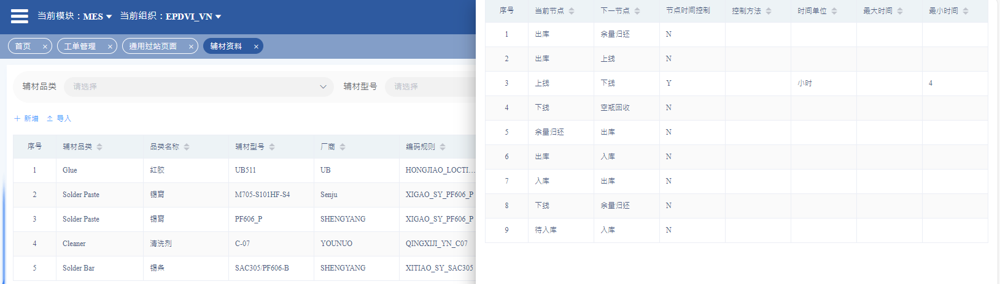 当前模块：MES 当前组织：EPDVI_VN
首页 × 工单管理 × 通用过站页面 × 辅材资料 ×
辅材品类 请选择 辅材型号 请选择
+ 新增 导入
序号 辅材品类 品类名称 辅材型号 厂商 编码规则
1 Glue 红胶 UB511 UB HONGJIAO_LOCTI...
2 Solder Paste 锡膏 M705-S101HF-S4 Senju XIGAO_SY_PF606_P
3 Solder Paste 锡膏 PF606_P SHENGYANG XIGAO_SY_PF606_P
4 Cleaner 清洗剂 C-07 YOUNUO QINGXIJI_YN_C07
5 Solder Bar 锡条 SAC305/PF606-B SHENGYANG XITIAO_SY_SAC305
序号 当前节点 下一节点 节点时间控制 控制方法 时间单位 最大时间 最小时间
1 出库 余量归还 N
2 出库 上线 N
3 上线 下线 Y 小时 4
4 下线 空瓶回收 N
5 余量归还 出库 N
6 出库 入库 N
7 入库 出库 N
8 下线 余量归还 N
9 待入库 入库 N